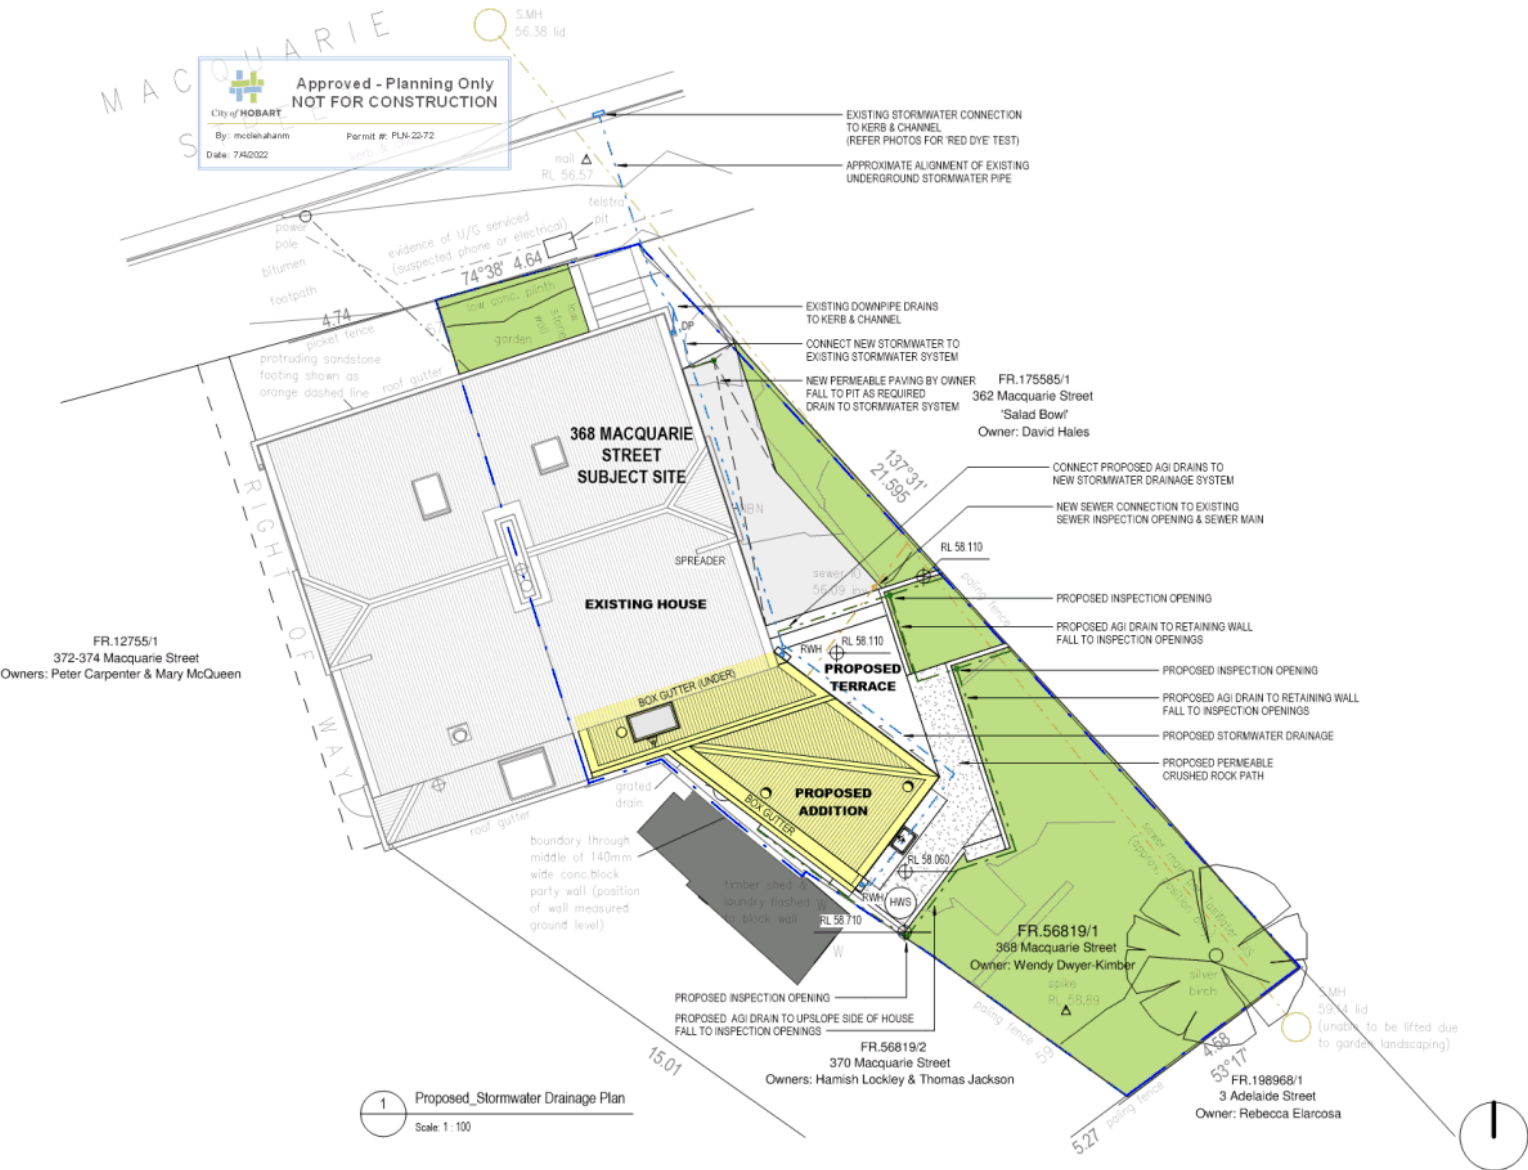 MACQUARIE
STREET
S.MH
56.38 lid
City of HOBART
Approved - Planning Only
NOT FOR CONSTRUCTION
By: mcclenahanm
Permit #: PLN-22-72
Date: 7/4/2022
kerb &
nail
RL 56.57
EXISTING STORMWATER CONNECTION
TO KERB & CHANNEL
(REFER PHOTOS FOR 'RED DYE' TEST)
APPROXIMATE ALIGNMENT OF EXISTING
UNDERGROUND STORMWATER PIPE
telstra
pit
power
pole
evidence of U/G serviced
(suspected phone or electrical)
bitumen
footpath
74°38' 4.64
4.74
picket fence
low conc. plinth
low
stone
wall
garden
protruding sandstone
footing shown as
orange dashed line
roof gutter
DP
EXISTING DOWNPIPE DRAINS
TO KERB & CHANNEL
CONNECT NEW STORMWATER TO
EXISTING STORMWATER SYSTEM
NEW PERMEABLE PAVING BY OWNER
FALL TO PIT AS REQUIRED
DRAIN TO STORMWATER SYSTEM
FR.175585/1
362 Macquarie Street
'Salad Bowl'
Owner: David Hales
368 MACQUARIE
STREET
SUBJECT SITE
137°31'
21.595
CONNECT PROPOSED AGI DRAINS TO
NEW STORMWATER DRAINAGE SYSTEM
NEW SEWER CONNECTION TO EXISTING
SEWER INSPECTION OPENING & SEWER MAIN
RL 58.110
RIGHT OF WAY
SPREADER
sewer IO
56.09
paling fence
EXISTING HOUSE
PROPOSED INSPECTION OPENING
PROPOSED AGI DRAIN TO RETAINING WALL
FALL TO INSPECTION OPENINGS
RWH
RL 58.110
PROPOSED
TERRACE
FR.12755/1
372-374 Macquarie Street
Owners: Peter Carpenter & Mary McQueen
PROPOSED INSPECTION OPENING
PROPOSED AGI DRAIN TO RETAINING WALL
FALL TO INSPECTION OPENINGS
BOX GUTTER (UNDER)
PROPOSED STORMWATER DRAINAGE
PROPOSED PERMEABLE
CRUSHED ROCK PATH
PROPOSED
ADDITION
BOX GUTTER
grated
drain
roof gutter
boundary through
middle of 140mm
wide conc.block
party wall (position
of wall measured
ground level)
timber shed &
laundry flashed
to block wall
W
W
RL 58.060
RWH
HWS
RL 58.710
FR.56819/1
368 Macquarie Street
Owner: Wendy Dwyer-Kimber
spike
RL 58.89
silver
birch
PROPOSED INSPECTION OPENING
PROPOSED AGI DRAIN TO UPSLOPE SIDE OF HOUSE
FALL TO INSPECTION OPENINGS
paling fence
59
S.MH
59.14 lid
(unable to be lifted due
to garden landscaping)
FR.56819/2
370 Macquarie Street
Owners: Hamish Lockley & Thomas Jackson
15.01
4.58
53°17'
FR.198968/1
3 Adelaide Street
Owner: Rebecca Elarcosa
5.27
paling fence
1
Proposed_Stormwater Drainage Plan
Scale: 1 : 100